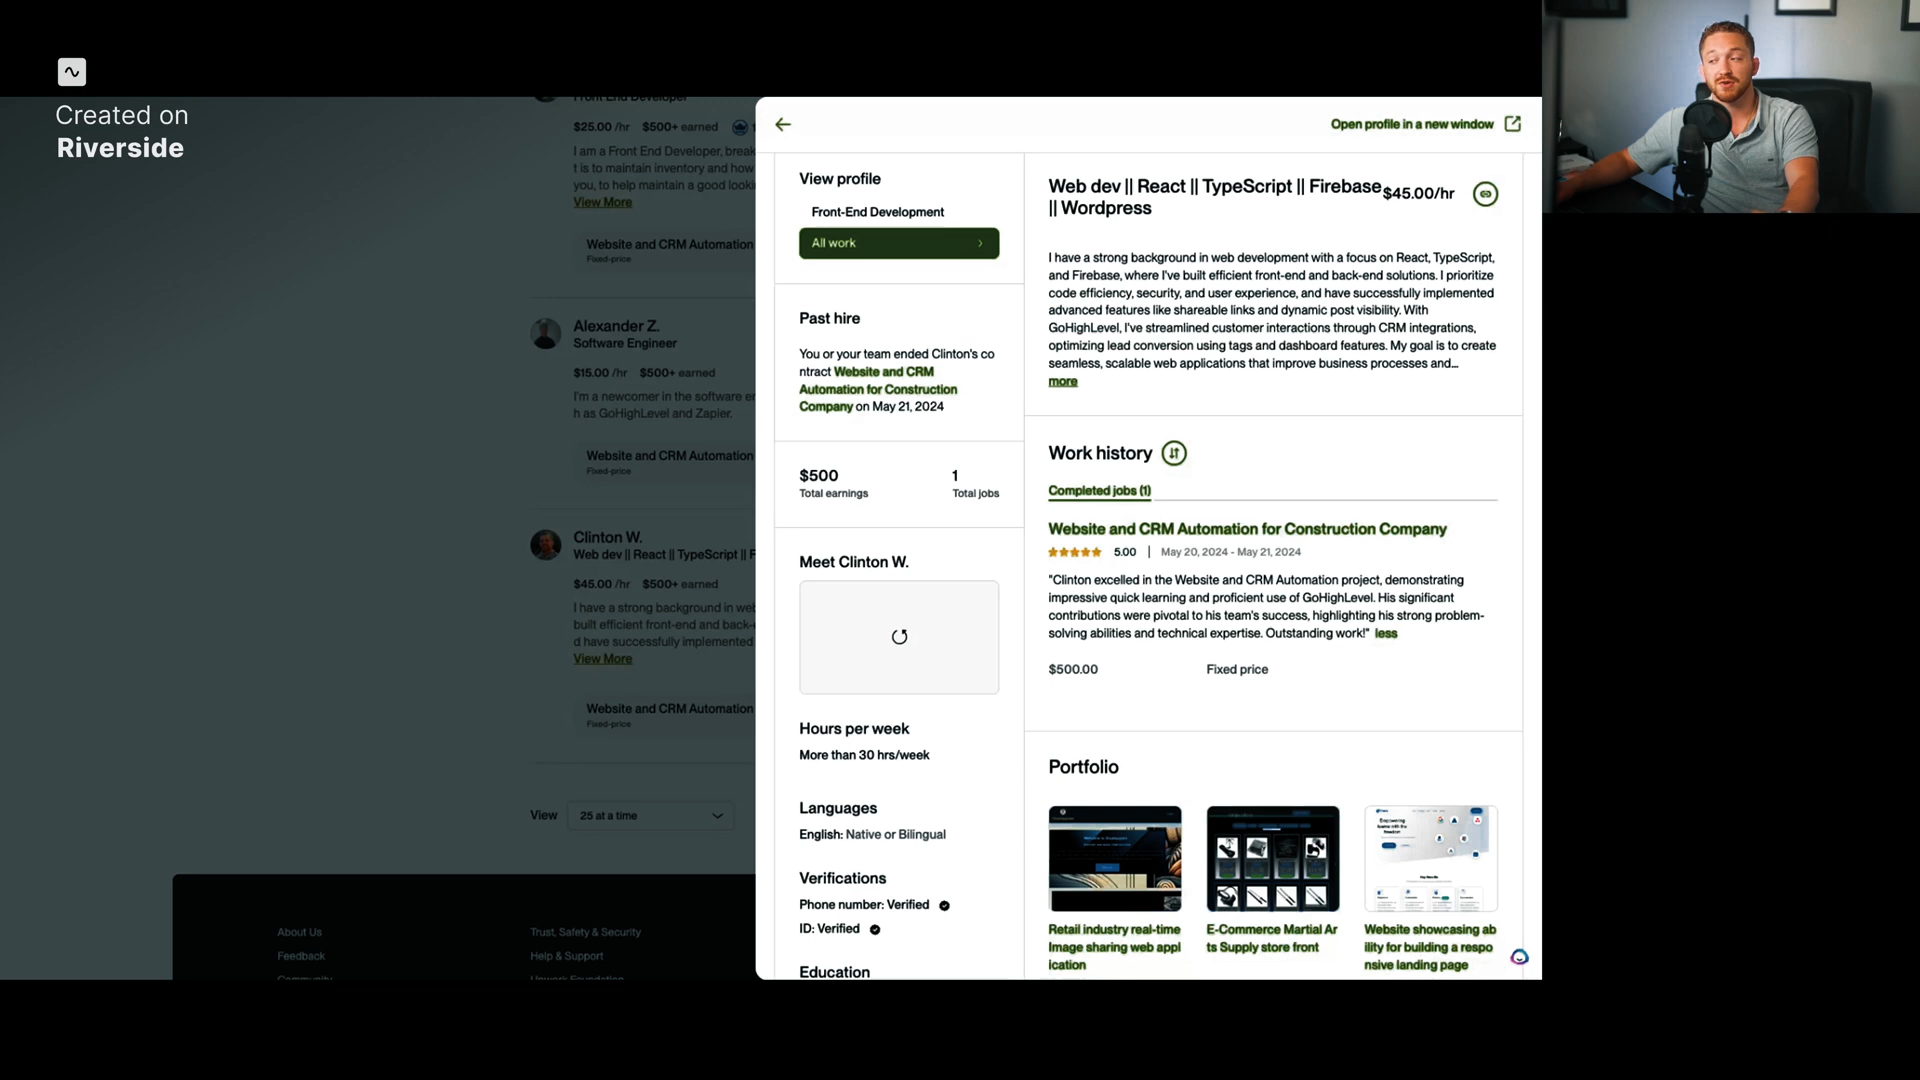 Created on
Riverside
Front End Developer
$25.00 /hr $500+ earned
I am a Front End Developer, break
t is to maintain inventory and how
you, to help maintain a good looki
View More
Website and CRM Automation
Fixed-price
Alexander Z.
Software Engineer
$15.00 /hr $500+ earned
I'm a newcomer in the software en
h as GoHighLevel and Zapier.
Website and CRM Automation
Fixed-price
Clinton W.
Web dev || React || TypeScript || F
$45.00 /hr $500+ earned
I have a strong background in web
built efficient front-end and back-e
d have successfully implemented
View More
Website and CRM Automation
Fixed-price
View 25 at a time
About Us
Feedback
Community
Trust, Safety & Security
Help & Support
Upwork Foundation
Open profile in a new window
View profile
Front-End Development
All work
Past hire
You or your team ended Clinton's co
ntract Website and CRM
Automation for Construction
Company on May 21, 2024
$500 1
Total earnings Total jobs
Meet Clinton W.
Hours per week
More than 30 hrs/week
Languages
English: Native or Bilingual
Verifications
Phone number: Verified
ID: Verified
Education
Web dev || React || TypeScript || Firebase
|| Wordpress
$45.00/hr
I have a strong background in web development with a focus on React, TypeScript,
and Firebase, where I've built efficient front-end and back-end solutions. I prioritize
code efficiency, security, and user experience, and have successfully implemented
advanced features like shareable links and dynamic post visibility. With
GoHighLevel, I've streamlined customer interactions through CRM integrations,
optimizing lead conversion using tags and dashboard features. My goal is to create
seamless, scalable web applications that improve business processes and...
more
Work history
Completed jobs (1)
Website and CRM Automation for Construction Company
5.00 | May 20, 2024 - May 21, 2024
"Clinton excelled in the Website and CRM Automation project, demonstrating
impressive quick learning and proficient use of GoHighLevel. His significant
contributions were pivotal to his team's success, highlighting his strong problem-
solving abilities and technical expertise. Outstanding work!" less
$500.00 Fixed price
Portfolio
Retail industry real-time
Image sharing web appl
ication
E-Commerce Martial Ar
ts Supply store front
Website showcasing ab
ility for building a respo
nsive landing page